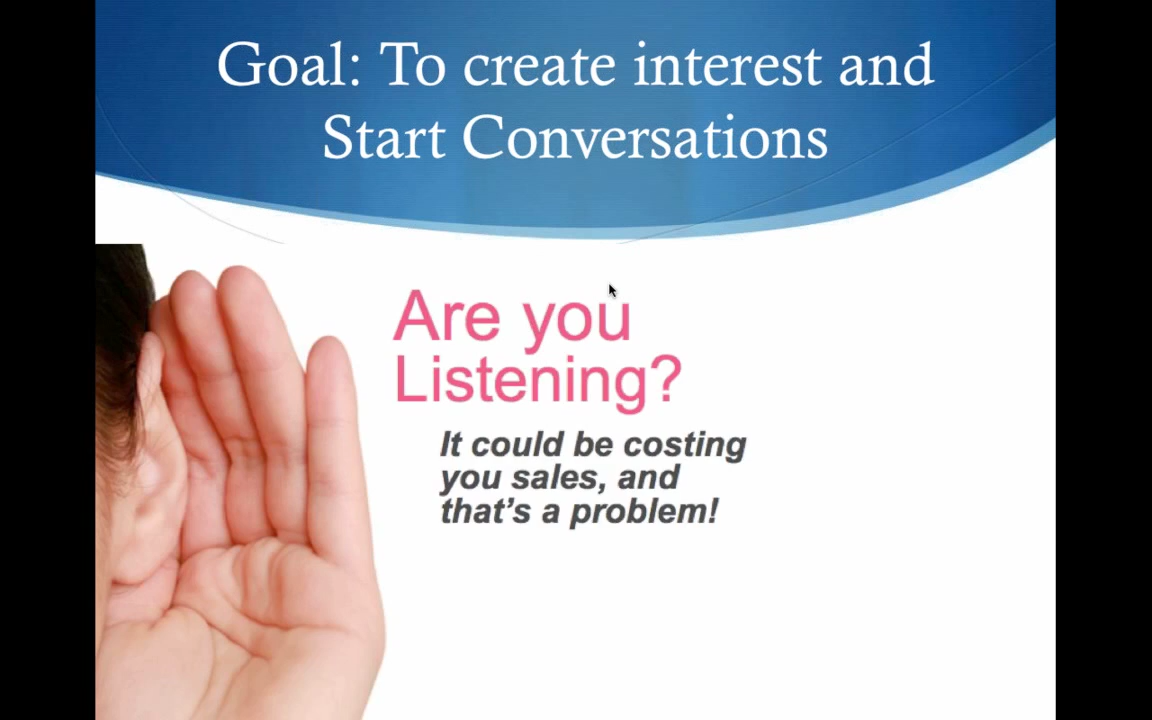 Goal: To create interest and
Start Conversations
Are you
Listening?
It could be costing
you sales, and
that's a problem!